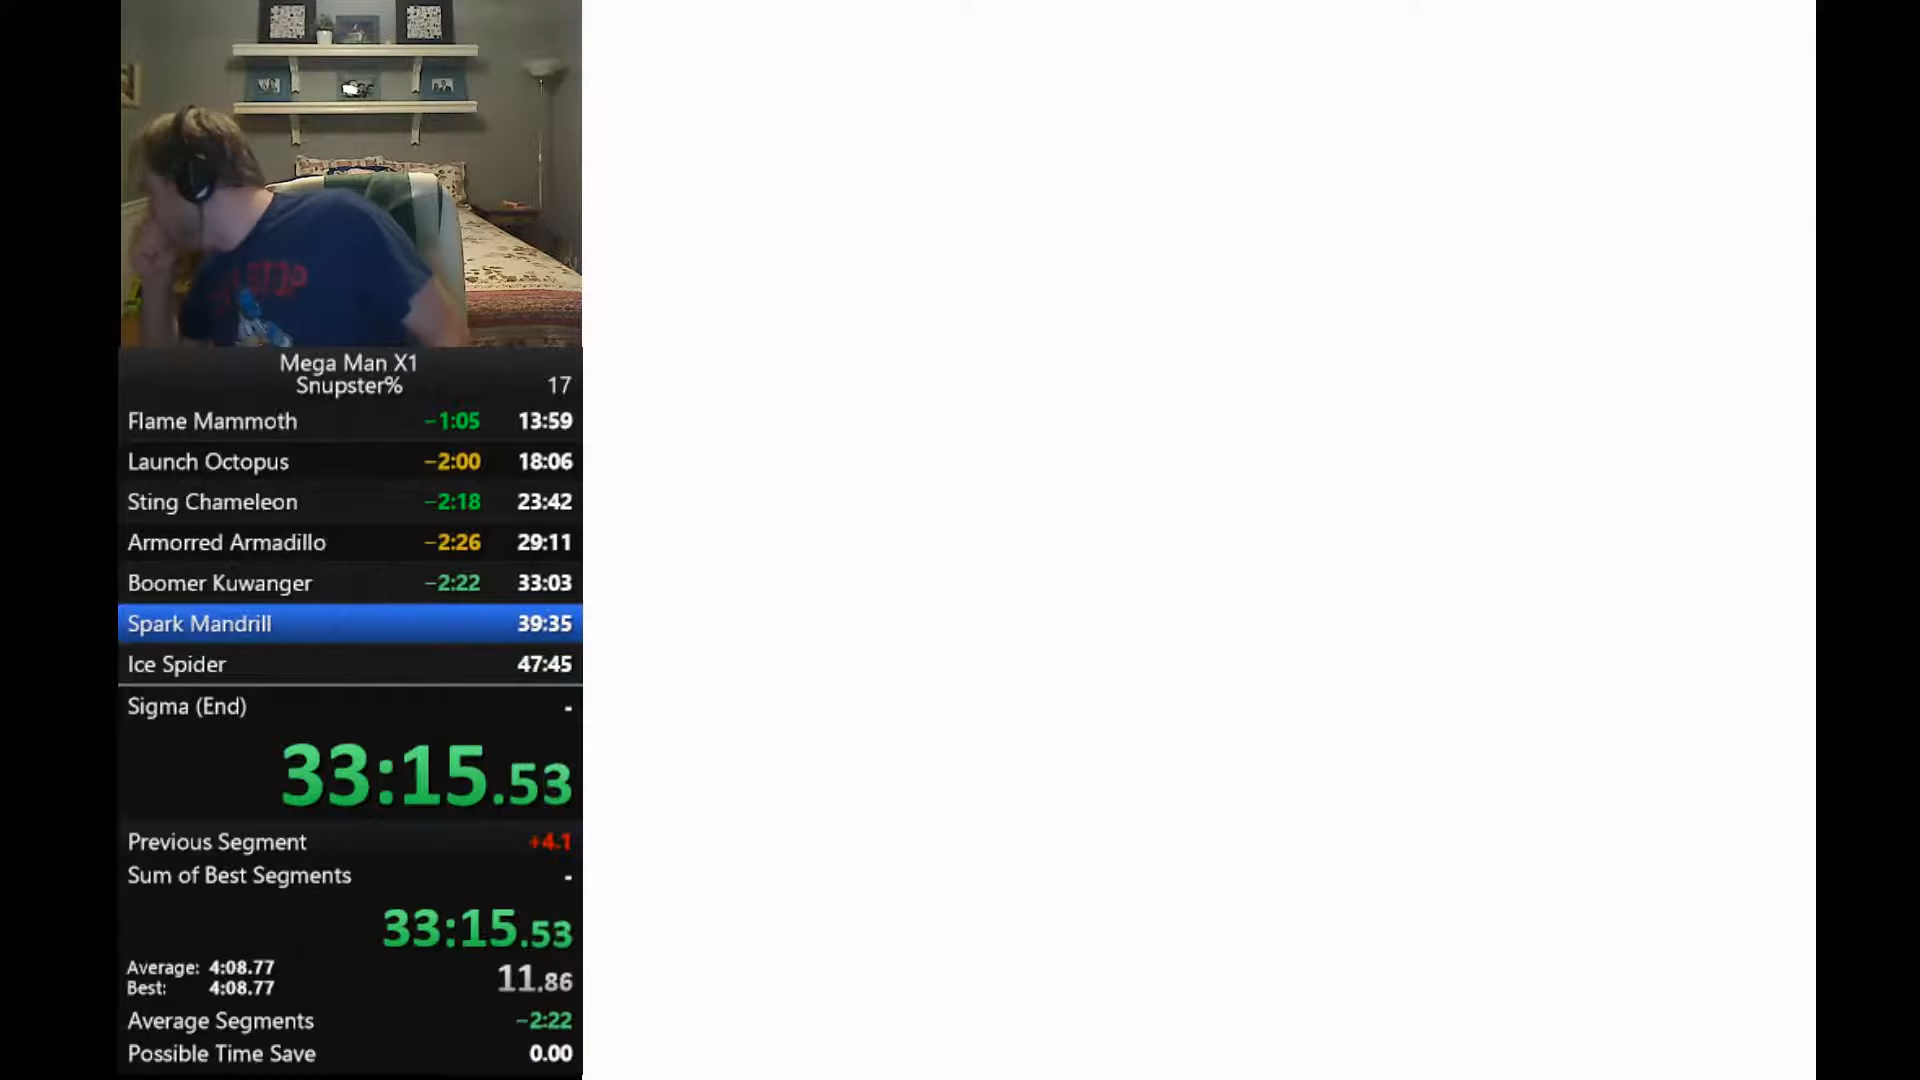 Mega Man X1
Snupster% 17
Flame Mammoth −1:05 13:59
Launch Octopus −2:00 18:06
Sting Chameleon −2:18 23:42
Armorred Armadillo −2:26 29:11
Boomer Kuwanger −2:22 33:03
Spark Mandrill 39:35
Ice Spider 47:45
Sigma (End) -
33:15.53
Previous Segment +4.1
Sum of Best Segments -
33:15.53
Average: 4:08.77
Best: 4:08.77
11.86
Average Segments −2:22
Possible Time Save 0.00